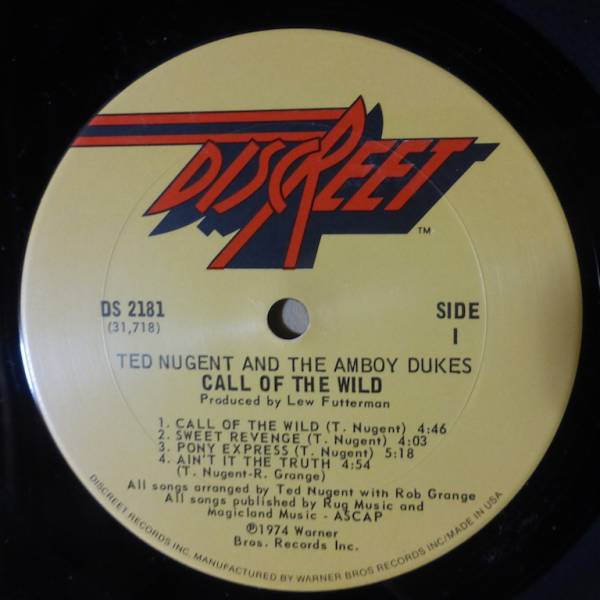 DISCREET
TM
DS 2181
(31,718)
SIDE
1
TED NUGENT AND THE AMBOY DUKES
CALL OF THE WILD
Produced by Lew Futterman
1. CALL OF THE WILD (T. Nugent) 4:46
2. SWEET REVENGE (T. Nugent) 4:03
3. PONY EXPRESS (T. Nugent) 5:18
4. AIN'T IT THE TRUTH 4:54
(T. Nugent-R. Grange)
All songs arranged by Ted Nugent with Rob Grange
All songs published by Rug Music and
Magicland Music - ASCAP
℗1974 Warner
Bros. Records Inc.
DISCREET RECORDS INC. MANUFACTURED BY WARNER BROS RECORDS INC/MADE IN USA